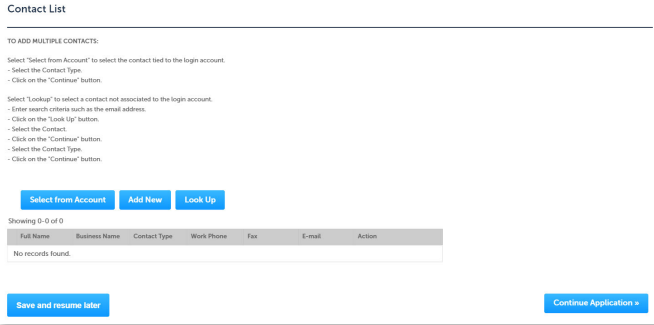 Contact List
TO ADD MULTIPLE CONTACTS:
Select "Select from Account" to select the contact tied to the login account.
- Select the Contact Type.
- Click on the "Continue" button.
Select "Lookup" to select a contact not associated to the login account.
- Enter search criteria such as the email address.
- Click on the "Look Up" button.
- Select the Contact.
- Click on the "Continue" button.
- Select the Contact Type.
- Click on the "Continue" button.
Select from Account Add New Look Up
Showing 0-0 of 0
Full Name Business Name Contact Type Work Phone Fax E-mail Action
No records found.
Save and resume later Continue Application »